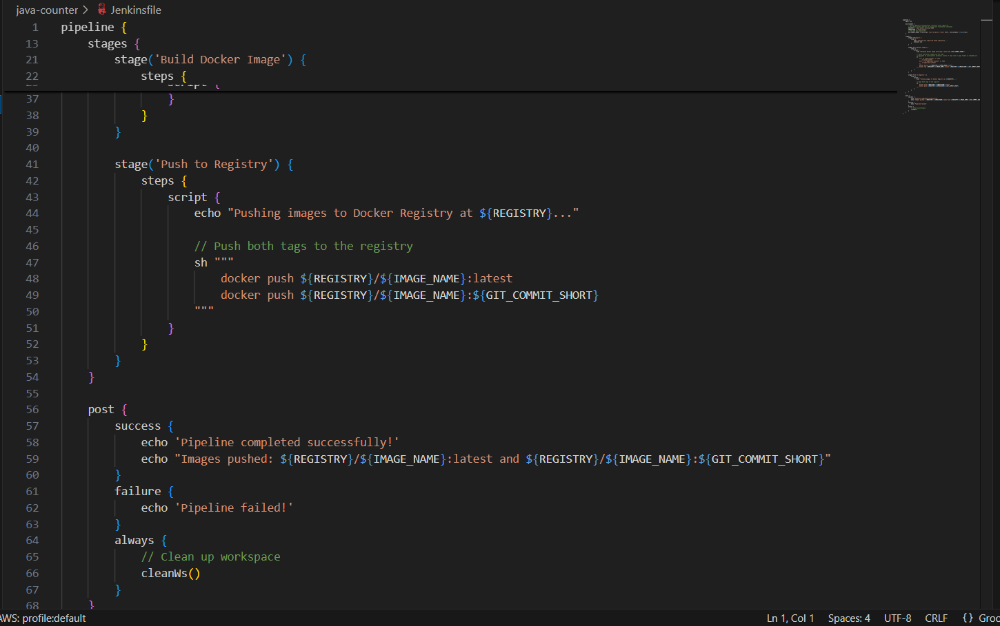 java-counter > Jenkinsfile
1 pipeline {
13 stages {
21 stage('Build Docker Image') {
22 steps {
script {
37 }
38 }
39 }
40
41 stage('Push to Registry') {
42 steps {
43 script {
44 echo "Pushing images to Docker Registry at ${REGISTRY}..."
45
46 // Push both tags to the registry
47 sh """
48 docker push ${REGISTRY}/${IMAGE_NAME}:latest
49 docker push ${REGISTRY}/${IMAGE_NAME}:${GIT_COMMIT_SHORT}
50 """
51 }
52 }
53 }
54 }
55
56 post {
57 success {
58 echo 'Pipeline completed successfully!'
59 echo "Images pushed: ${REGISTRY}/${IMAGE_NAME}:latest and ${REGISTRY}/${IMAGE_NAME}:${GIT_COMMIT_SHORT}"
60 }
61 failure {
62 echo 'Pipeline failed!'
63 }
64 always {
65 // Clean up workspace
66 cleanWs()
67 }
68 }
AWS: profile:default Ln 1, Col 1 Spaces: 4 UTF-8 CRLF {} Groo